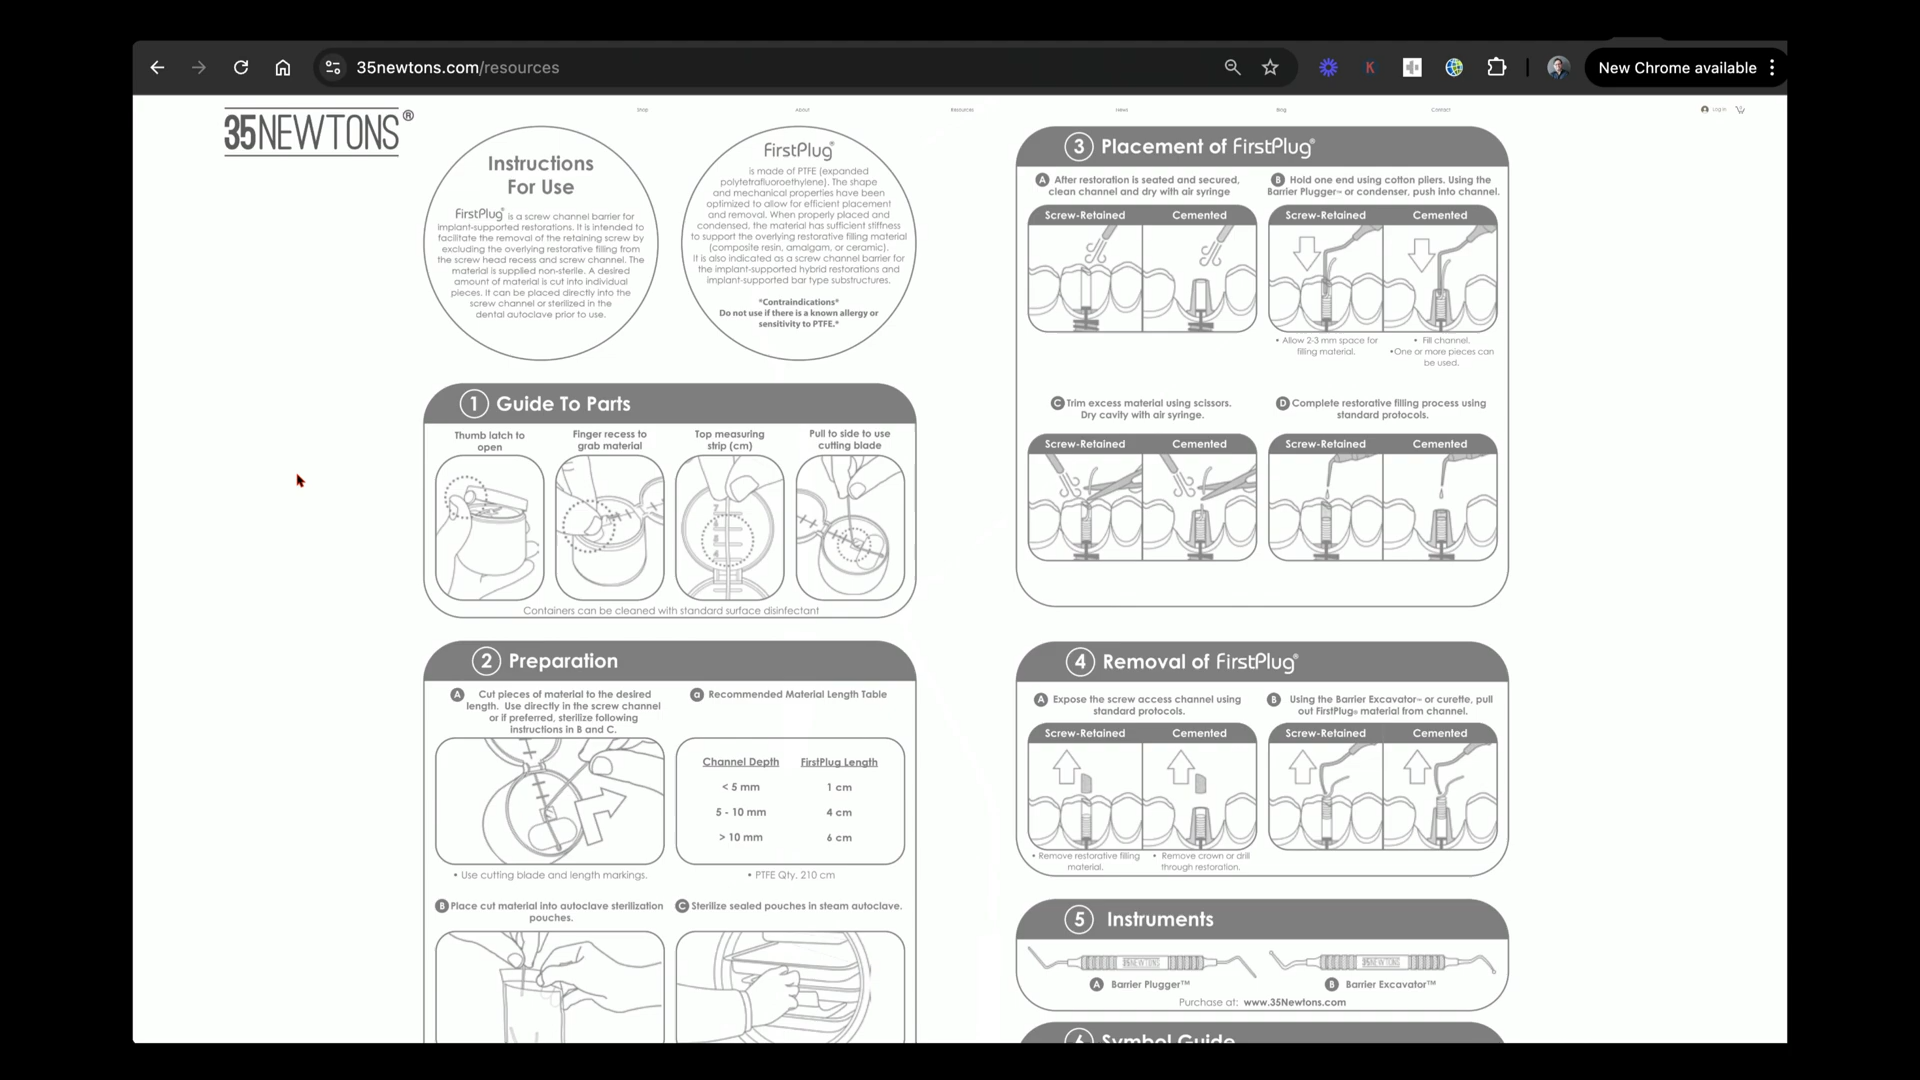 35newtons.com/resources
K
New Chrome available
35NEWTONS®
Shop
About
Resources
News
Blog
Contact
Log In
Instructions
For Use
FirstPlug® is a screw channel barrier for
implant-supported restorations. It is intended to
facilitate the removal of the retaining screw by
excluding the overlying restorative filling from
the screw head recess and screw channel. The
material is supplied non-sterile. A desired
amount of material is cut into individual
pieces. It can be placed directly into the
screw channel or sterilized in the
dental autoclave prior to use.
FirstPlug®
is made of PTFE (expanded
polytetrafluoroethylene). The shape
and mechanical properties have been
optimized to allow for efficient placement
and removal. When properly placed and
condensed, the material has sufficient stiffness
to support the overlying restorative filling material
(composite resin, amalgam, or ceramic).
It is also indicated as a screw channel barrier for
the implant-supported hybrid restorations and
implant-supported bar type substructures.
*Contraindications*
Do not use if there is a known allergy or
sensitivity to PTFE.*
1 Guide To Parts
Thumb latch to
open
Finger recess to
grab material
Top measuring
strip (cm)
Pull to side to use
cutting blade
Containers can be cleaned with standard surface disinfectant
2 Preparation
A Cut pieces of material to the desired
length. Use directly in the screw channel
or if preferred, sterilize following
instructions in B and C.
• Use cutting blade and length markings.
a Recommended Material Length Table
Channel Depth FirstPlug Length
< 5 mm 1 cm
5 - 10 mm 4 cm
> 10 mm 6 cm
• PTFE Qty. 210 cm
B Place cut material into autoclave sterilization
pouches.
C Sterilize sealed pouches in steam autoclave.
3 Placement of FirstPlug®
A After restoration is seated and secured,
clean channel and dry with air syringe
Screw-Retained Cemented
B Hold one end using cotton pliers. Using the
Barrier Plugger™ or condenser, push into channel.
Screw-Retained Cemented
• Allow 2-3 mm space for
filling material.
• Fill channel.
•One or more pieces can
be used.
C Trim excess material using scissors.
Dry cavity with air syringe.
Screw-Retained Cemented
D Complete restorative filling process using
standard protocols.
Screw-Retained Cemented
4 Removal of FirstPlug®
A Expose the screw access channel using
standard protocols.
Screw-Retained Cemented
• Remove restorative filling
material.
• Remove crown or drill
through restoration.
B Using the Barrier Excavator™ or curette, pull
out FirstPlug® material from channel.
Screw-Retained Cemented
5 Instruments
35NEWTONS
A Barrier Plugger™
35NEWTONS
B Barrier Excavator™
Purchase at: www.35Newtons.com
6 Symbol Guide